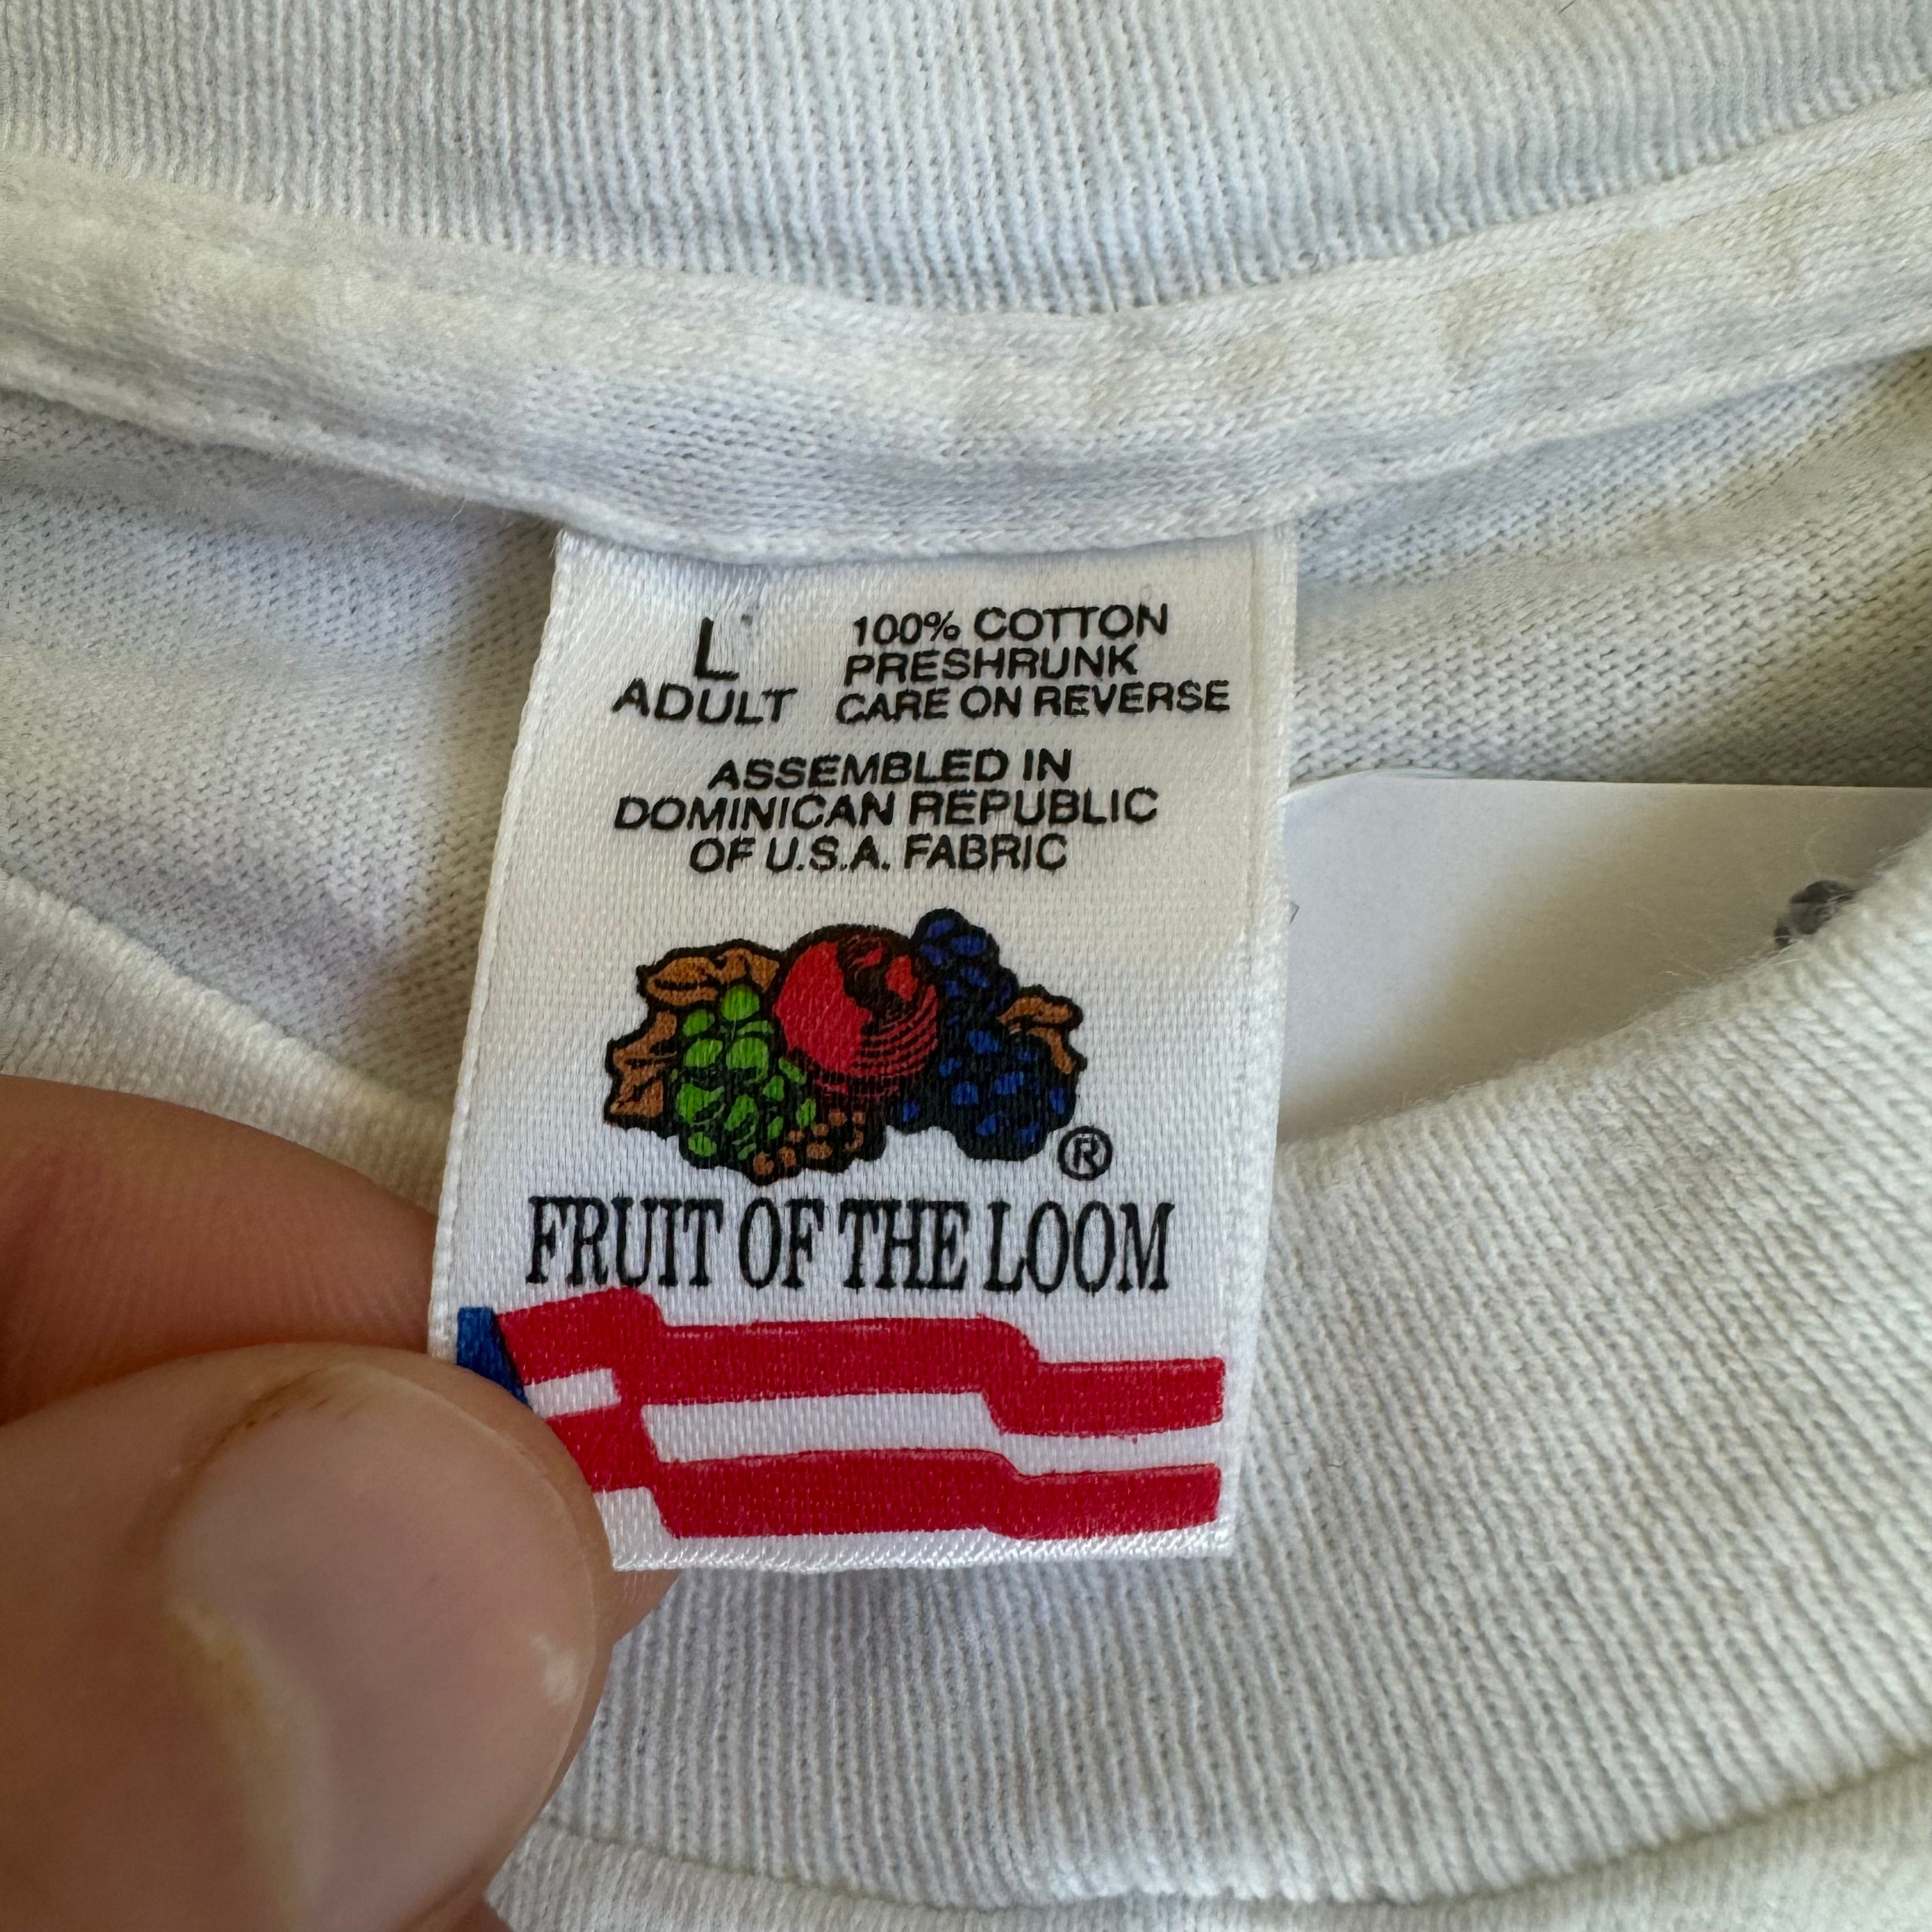 L
ADULT
100% COTTON
PRESHRUNK
CARE ON REVERSE
ASSEMBLED IN
DOMINICAN REPUBLIC
OF U.S.A. FABRIC
®
FRUIT OF THE LOOM